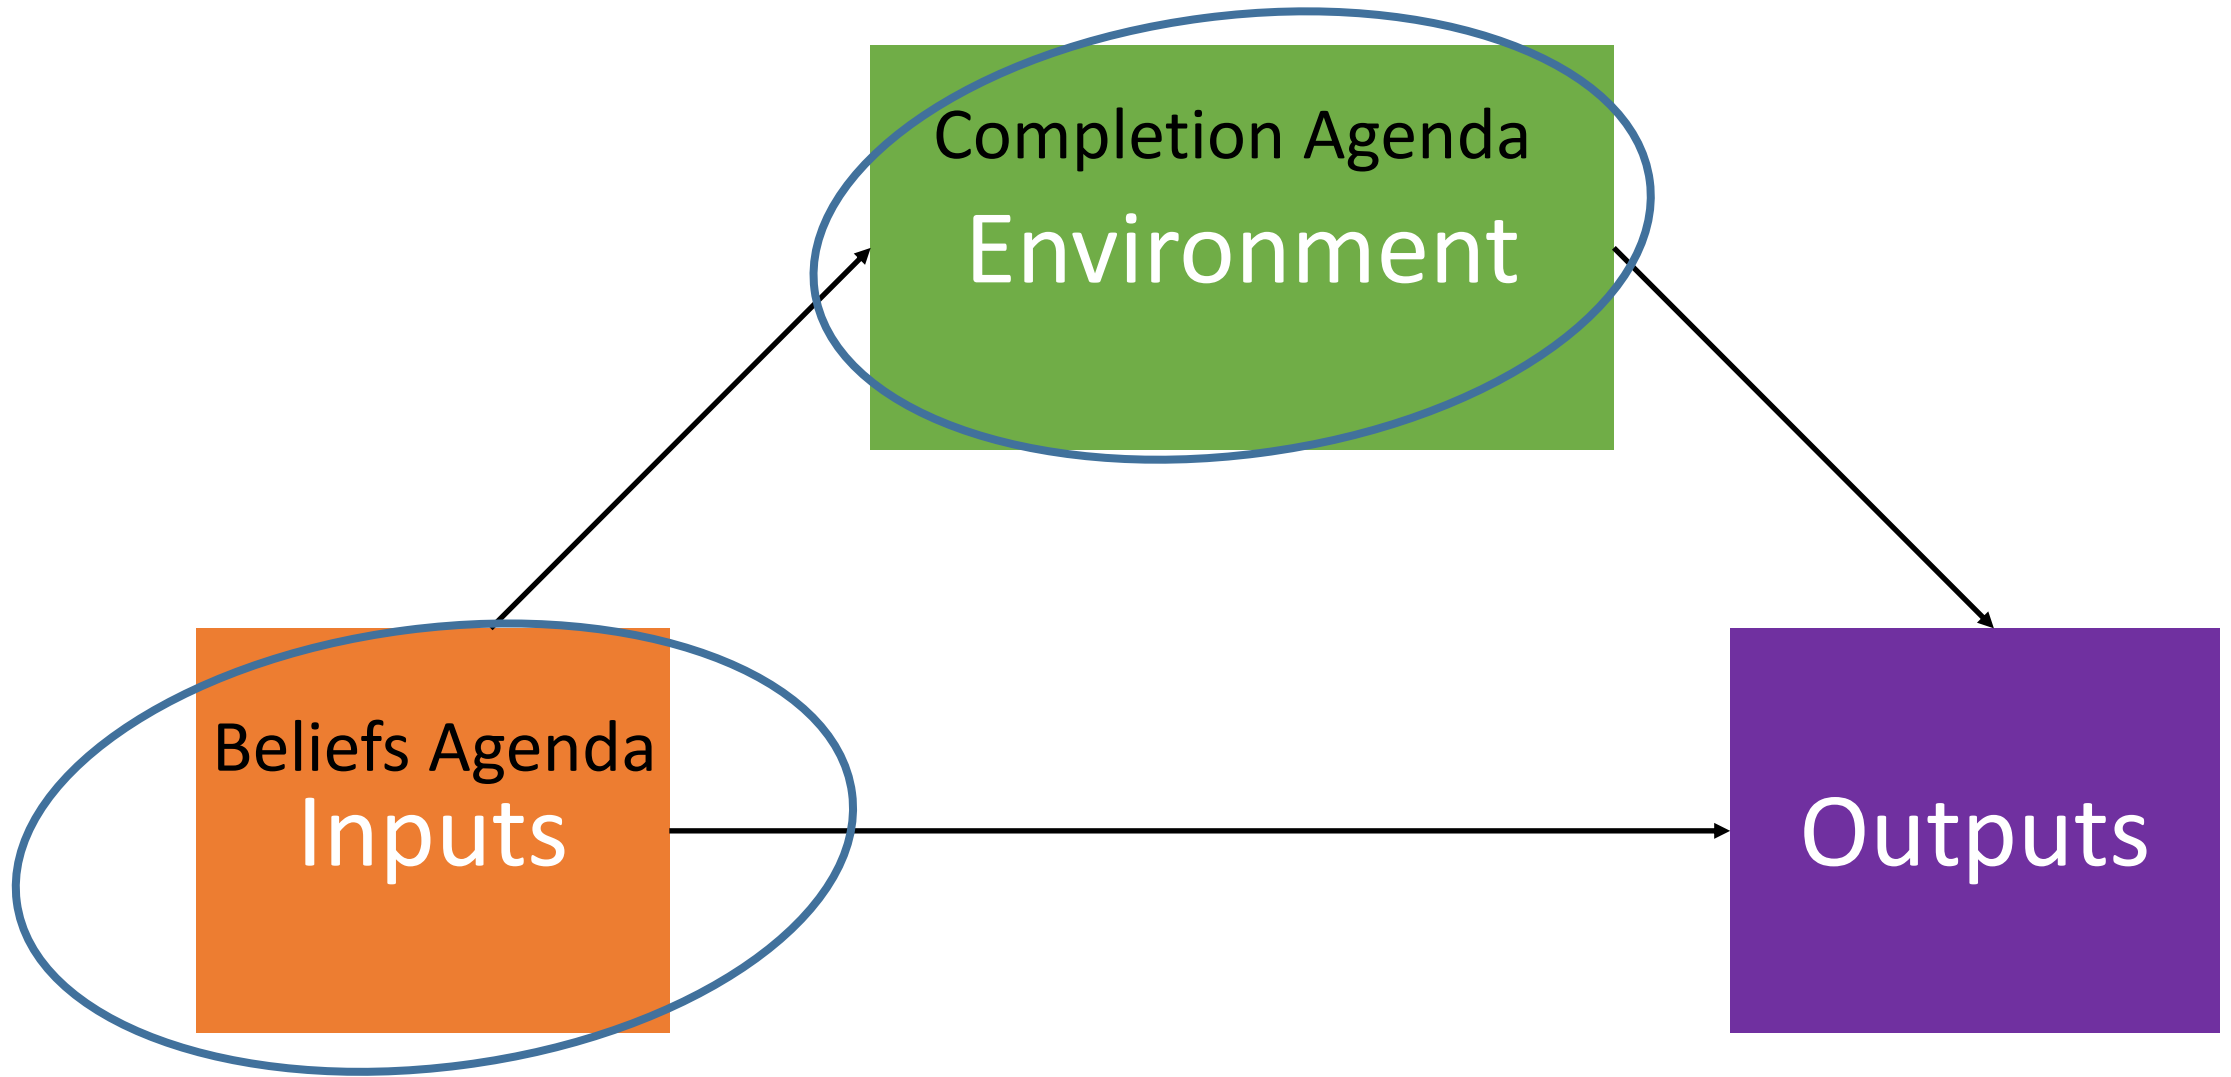 Completion Agenda
Environment
Beliefs Agenda
Inputs
Outputs